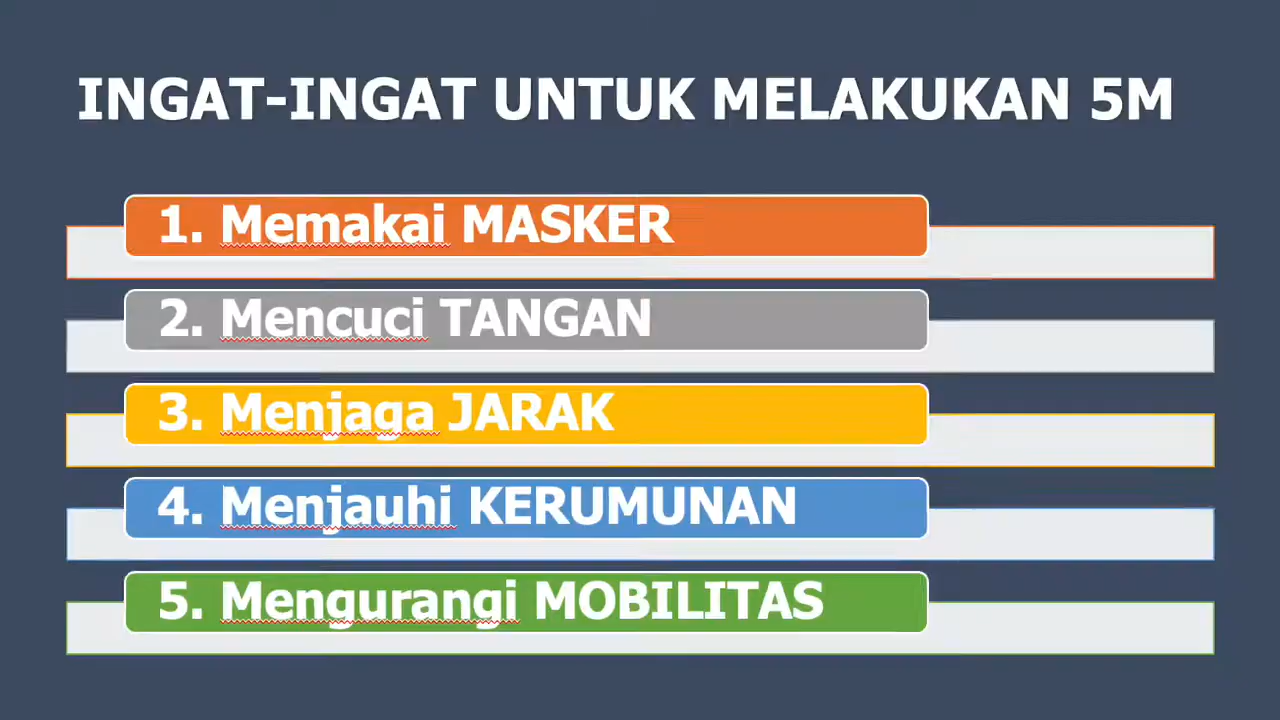 INGAT-INGAT UNTUK MELAKUKAN 5M
1. Memakai MASKER
2. Mencuci TANGAN
3. Menjaga JARAK
4. Menjauhi KERUMUNAN
5. Mengurangi MOBILITAS